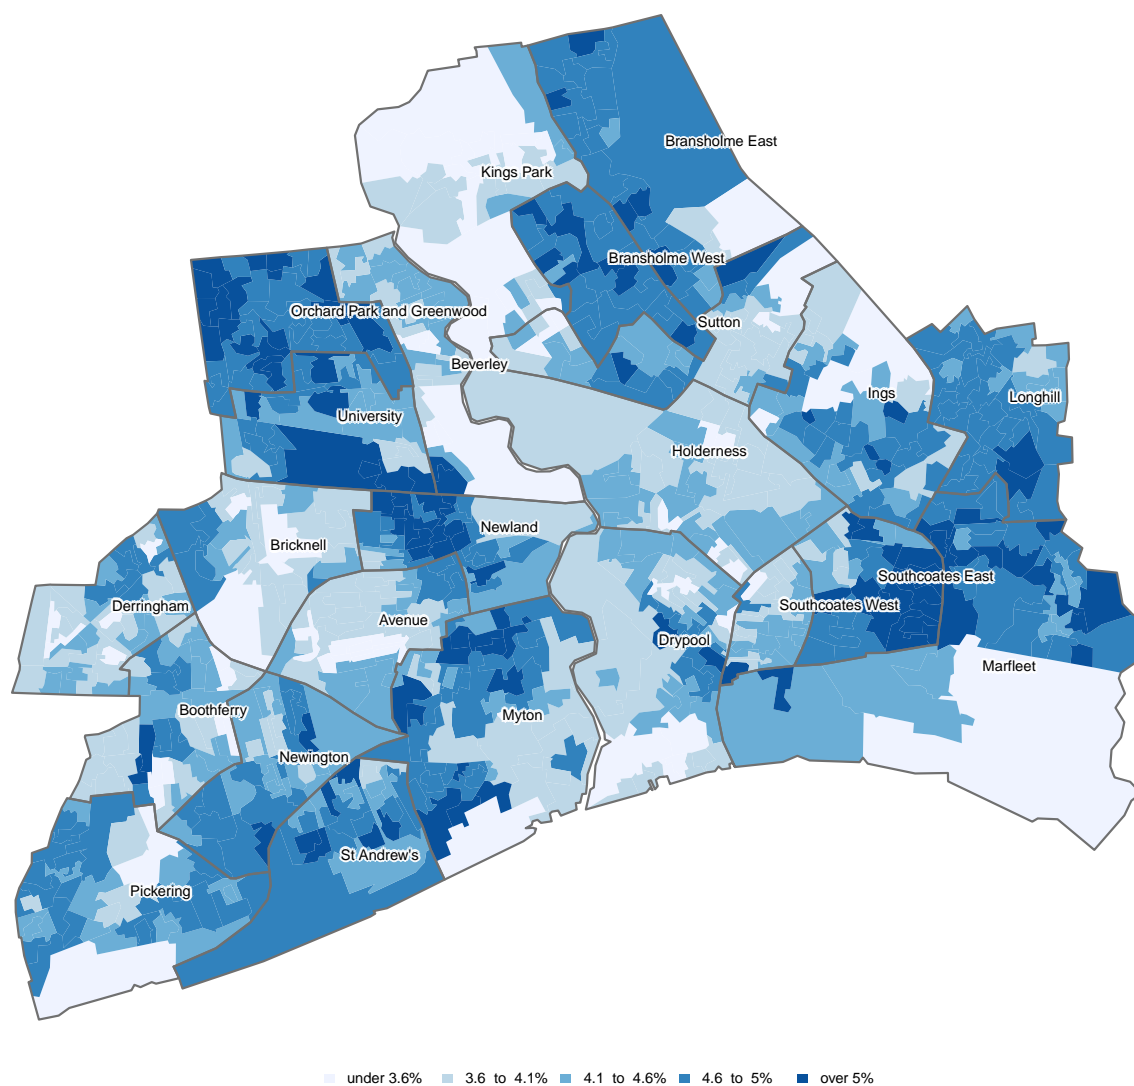 Bransholme East
Kings Park
Bransholme West
Orchard Park and Greenwood
Sutton
Beverley
Ings
Longhill
University
Holderness
Newland
Bricknell
Southcoates East
Derringham
Southcoates West
Avenue
Drypool
Marfleet
Boothferry
Myton
Newington
St Andrew's
Pickering
under 3.6% 3.6 to 4.1% 4.1 to 4.6% 4.6 to 5% over 5%